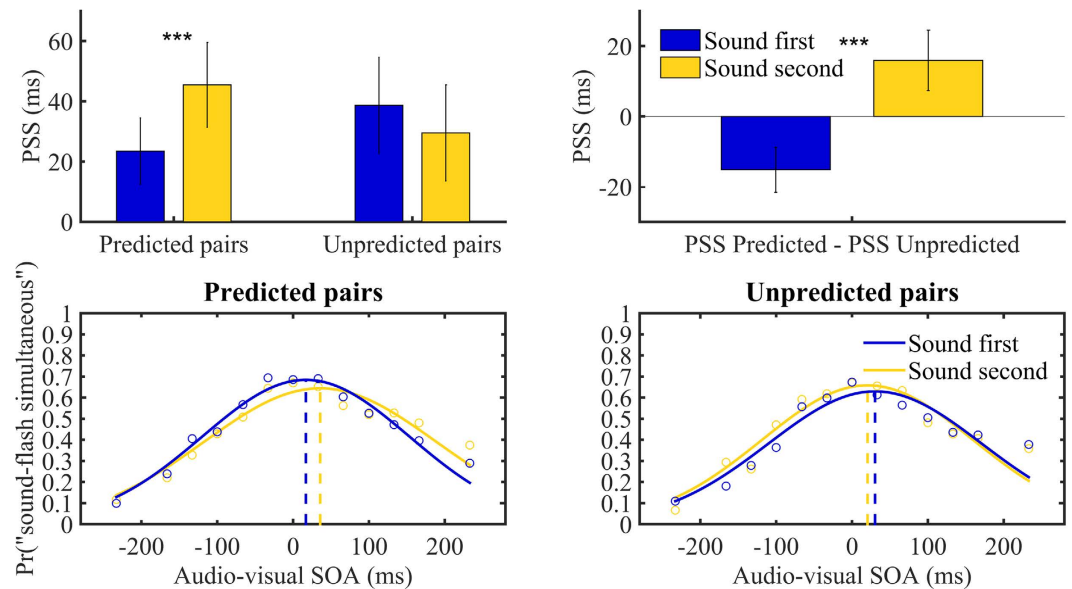 PSS (ms)
60
40
20
0
***
Predicted pairs
Unpredicted pairs
PSS (ms)
20
0
-20
Sound first
Sound second
***
PSS Predicted - PSS Unpredicted
Predicted pairs
Pr("sound-flash simultaneous")
1
0.9
0.8
0.7
0.6
0.5
0.4
0.3
0.2
0.1
0
-200
-100
0
100
200
Audio-visual SOA (ms)
Unpredicted pairs
1
0.9
0.8
0.7
0.6
0.5
0.4
0.3
0.2
0.1
0
Sound first
Sound second
-200
-100
0
100
200
Audio-visual SOA (ms)